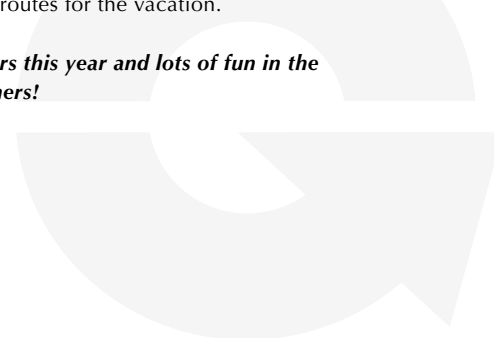 routes for the vacation.
rs this year and lots of fun in the
ners!